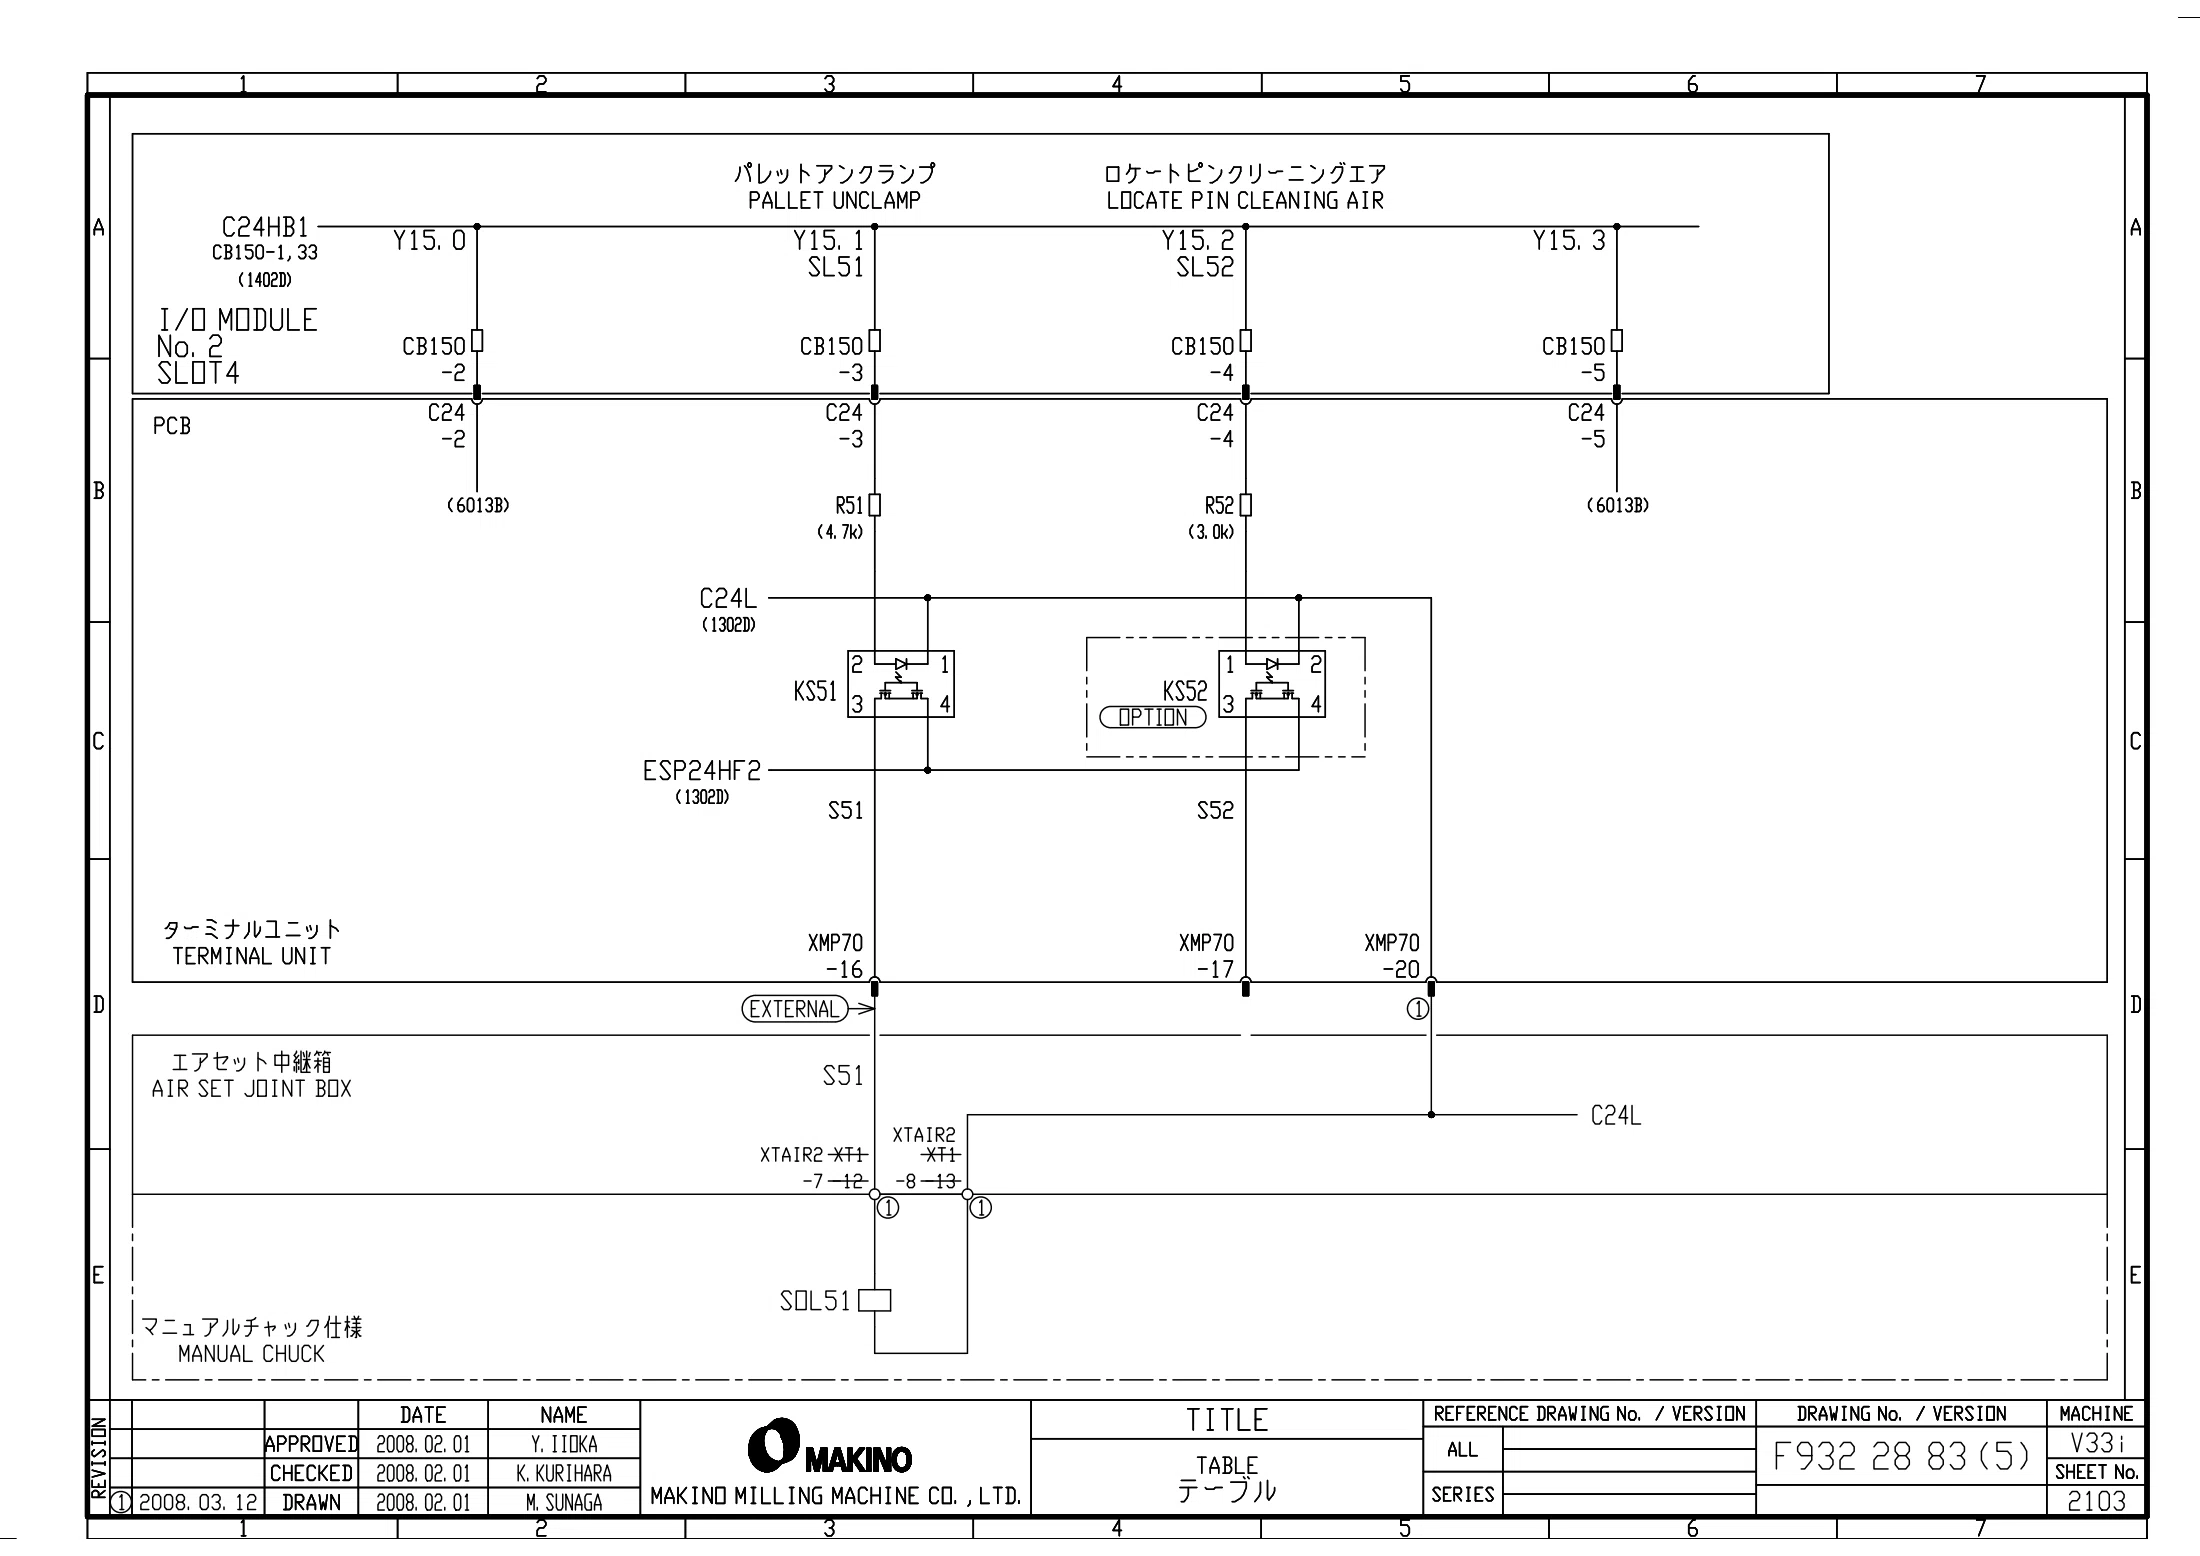 1 2 3 4 5 6 7
A A
B B
C C
D D
E E
パレットアンクランプ
PALLET UNCLAMP
ロケートピンクリーニングエア
LOCATE PIN CLEANING AIR
C24HB1
CB150-1,33
(1402D)
Y15. 0
Y15. 1
SL51
Y15. 2
SL52
Y15. 3
I/O MODULE
No. 2
SLOT4
CB150
-2
CB150
-3
CB150
-4
CB150
-5
PCB
C24
-2
C24
-3
C24
-4
C24
-5
(6013B)
R51
(4.7k)
R52
(3.0k)
(6013B)
C24L
(1302D)
KS51
2 1
3 4
KS52
OPTION
1 2
3 4
ESP24HF2
(1302D)
S51
S52
ターミナルユニット
TERMINAL UNIT
XMP70
-16
XMP70
-17
XMP70
-20
EXTERNAL
①
エアセット中継箱
AIR SET JOINT BOX
S51
C24L
XTAIR2 XT1
-7 -12
XTAIR2
XT1
-8 -13
①
①
SOL51
マニュアルチャック仕様
MANUAL CHUCK
REVISION
① 2008. 03. 12
DATE NAME
APPROVED 2008. 02. 01 Y. IIOKA
CHECKED 2008. 02. 01 K. KURIHARA
DRAWN 2008. 02. 01 M. SUNAGA
MAKINO
MAKINO MILLING MACHINE CO. , LTD.
TITLE
TABLE
テーブル
REFERENCE DRAWING No. / VERSION
ALL
SERIES
DRAWING No. / VERSION
F932 28 83 (5)
MACHINE
V33i
SHEET No.
2103
1 2 3 4 5 6 7